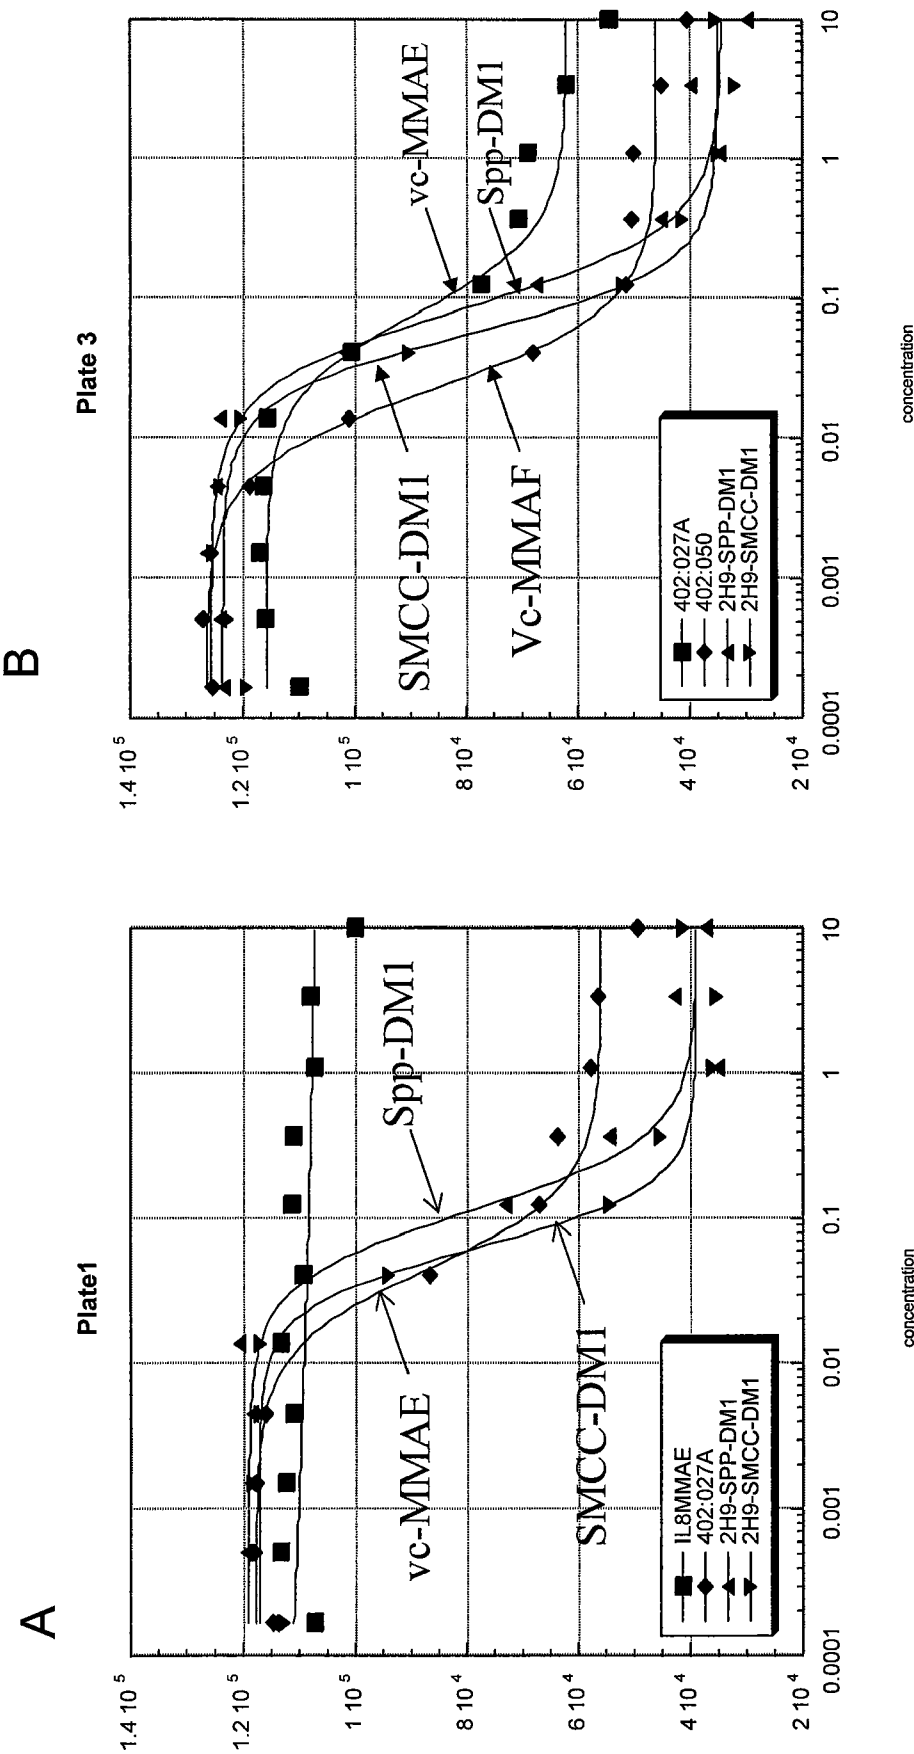 A
Plate1
1.4 10 5
1.2 10 5
1 10 5
8 10 4
6 10 4
4 10 4
2 10 4
0.0001
0.001
0.01
0.1
1
10
concentration
vc-MMAE
Spp-DM1
SMCC-DM1
IL8MMAE
402:027A
2H9-SPP-DM1
2H9-SMCC-DM1
B
Plate 3
1.4 10 5
1.2 10 5
1 10 5
8 10 4
6 10 4
4 10 4
2 10 4
0.0001
0.001
0.01
0.1
1
10
concentration
vc-MMAE
Spp-DM1
SMCC-DM1
Vc-MMAF
402:027A
402:050
2H9-SPP-DM1
2H9-SMCC-DM1